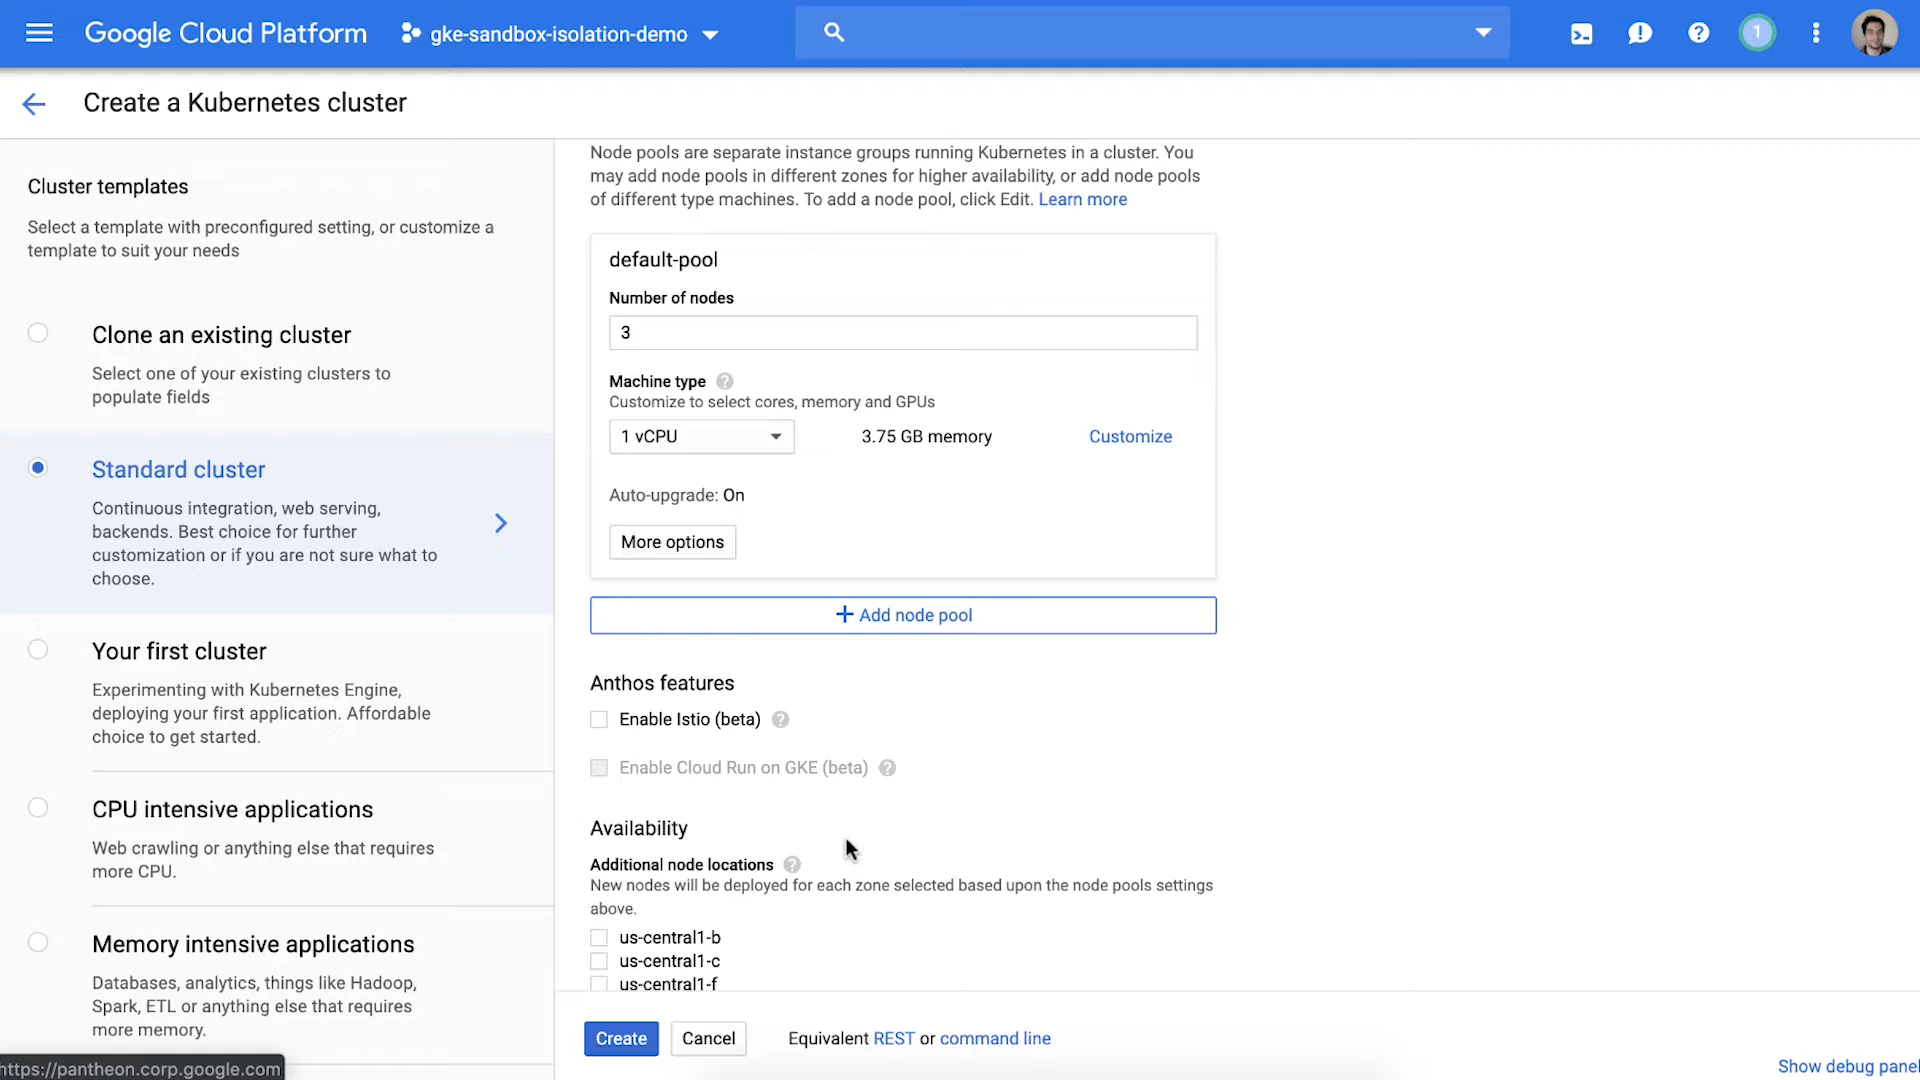 Google Cloud Platform
gke-sandbox-isolation-demo
1
Create a Kubernetes cluster
Cluster templates
Select a template with preconfigured setting, or customize a
template to suit your needs
Clone an existing cluster
Select one of your existing clusters to
populate fields
Standard cluster
Continuous integration, web serving,
backends. Best choice for further
customization or if you are not sure what to
choose.
Your first cluster
Experimenting with Kubernetes Engine,
deploying your first application. Affordable
choice to get started.
CPU intensive applications
Web crawling or anything else that requires
more CPU.
Memory intensive applications
Databases, analytics, things like Hadoop,
Spark, ETL or anything else that requires
more memory.
https://pantheon.corp.google.com
Node pools are separate instance groups running Kubernetes in a cluster. You
may add node pools in different zones for higher availability, or add node pools
of different type machines. To add a node pool, click Edit. Learn more
default-pool
Number of nodes
3
Machine type ?
Customize to select cores, memory and GPUs
1 vCPU 3.75 GB memory Customize
Auto-upgrade: On
More options
+ Add node pool
Anthos features
Enable Istio (beta) ?
Enable Cloud Run on GKE (beta) ?
Availability
Additional node locations ?
New nodes will be deployed for each zone selected based upon the node pools settings
above.
us-central1-b
us-central1-c
us-central1-f
Create Cancel Equivalent REST or command line
Show debug panel